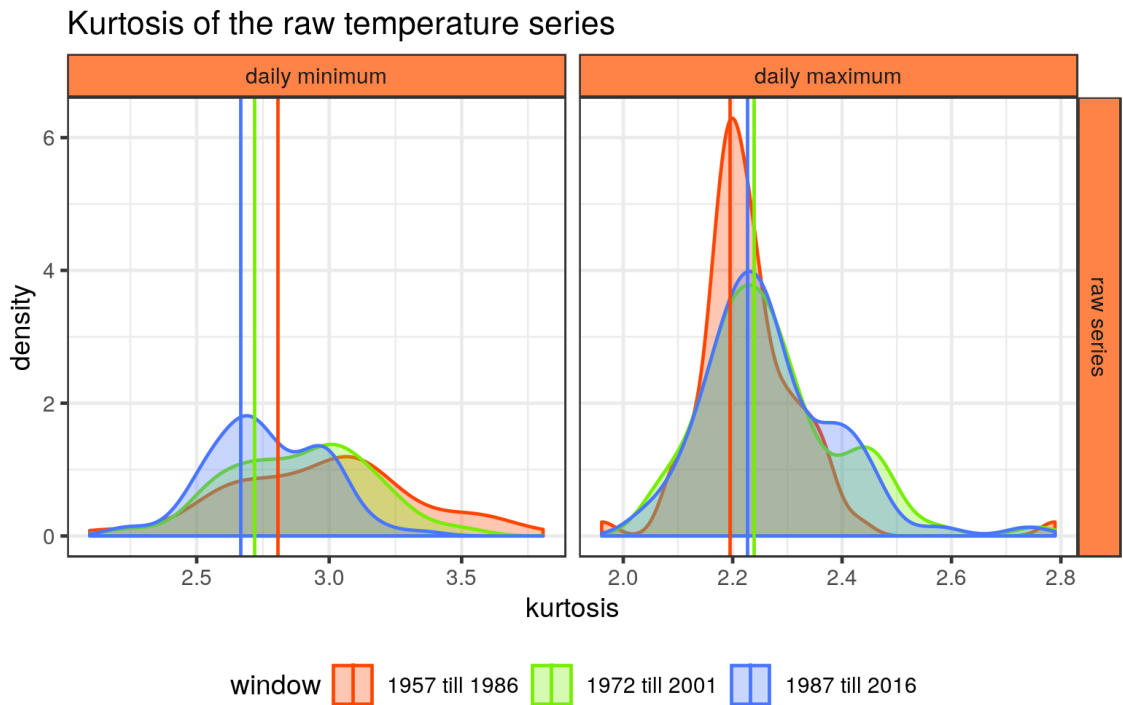 Kurtosis of the raw temperature series
daily minimum
daily maximum
raw series
density
6
4
2
0
2.5 3.0 3.5
2.0 2.2 2.4 2.6 2.8
kurtosis
window 1957 till 1986 1972 till 2001 1987 till 2016